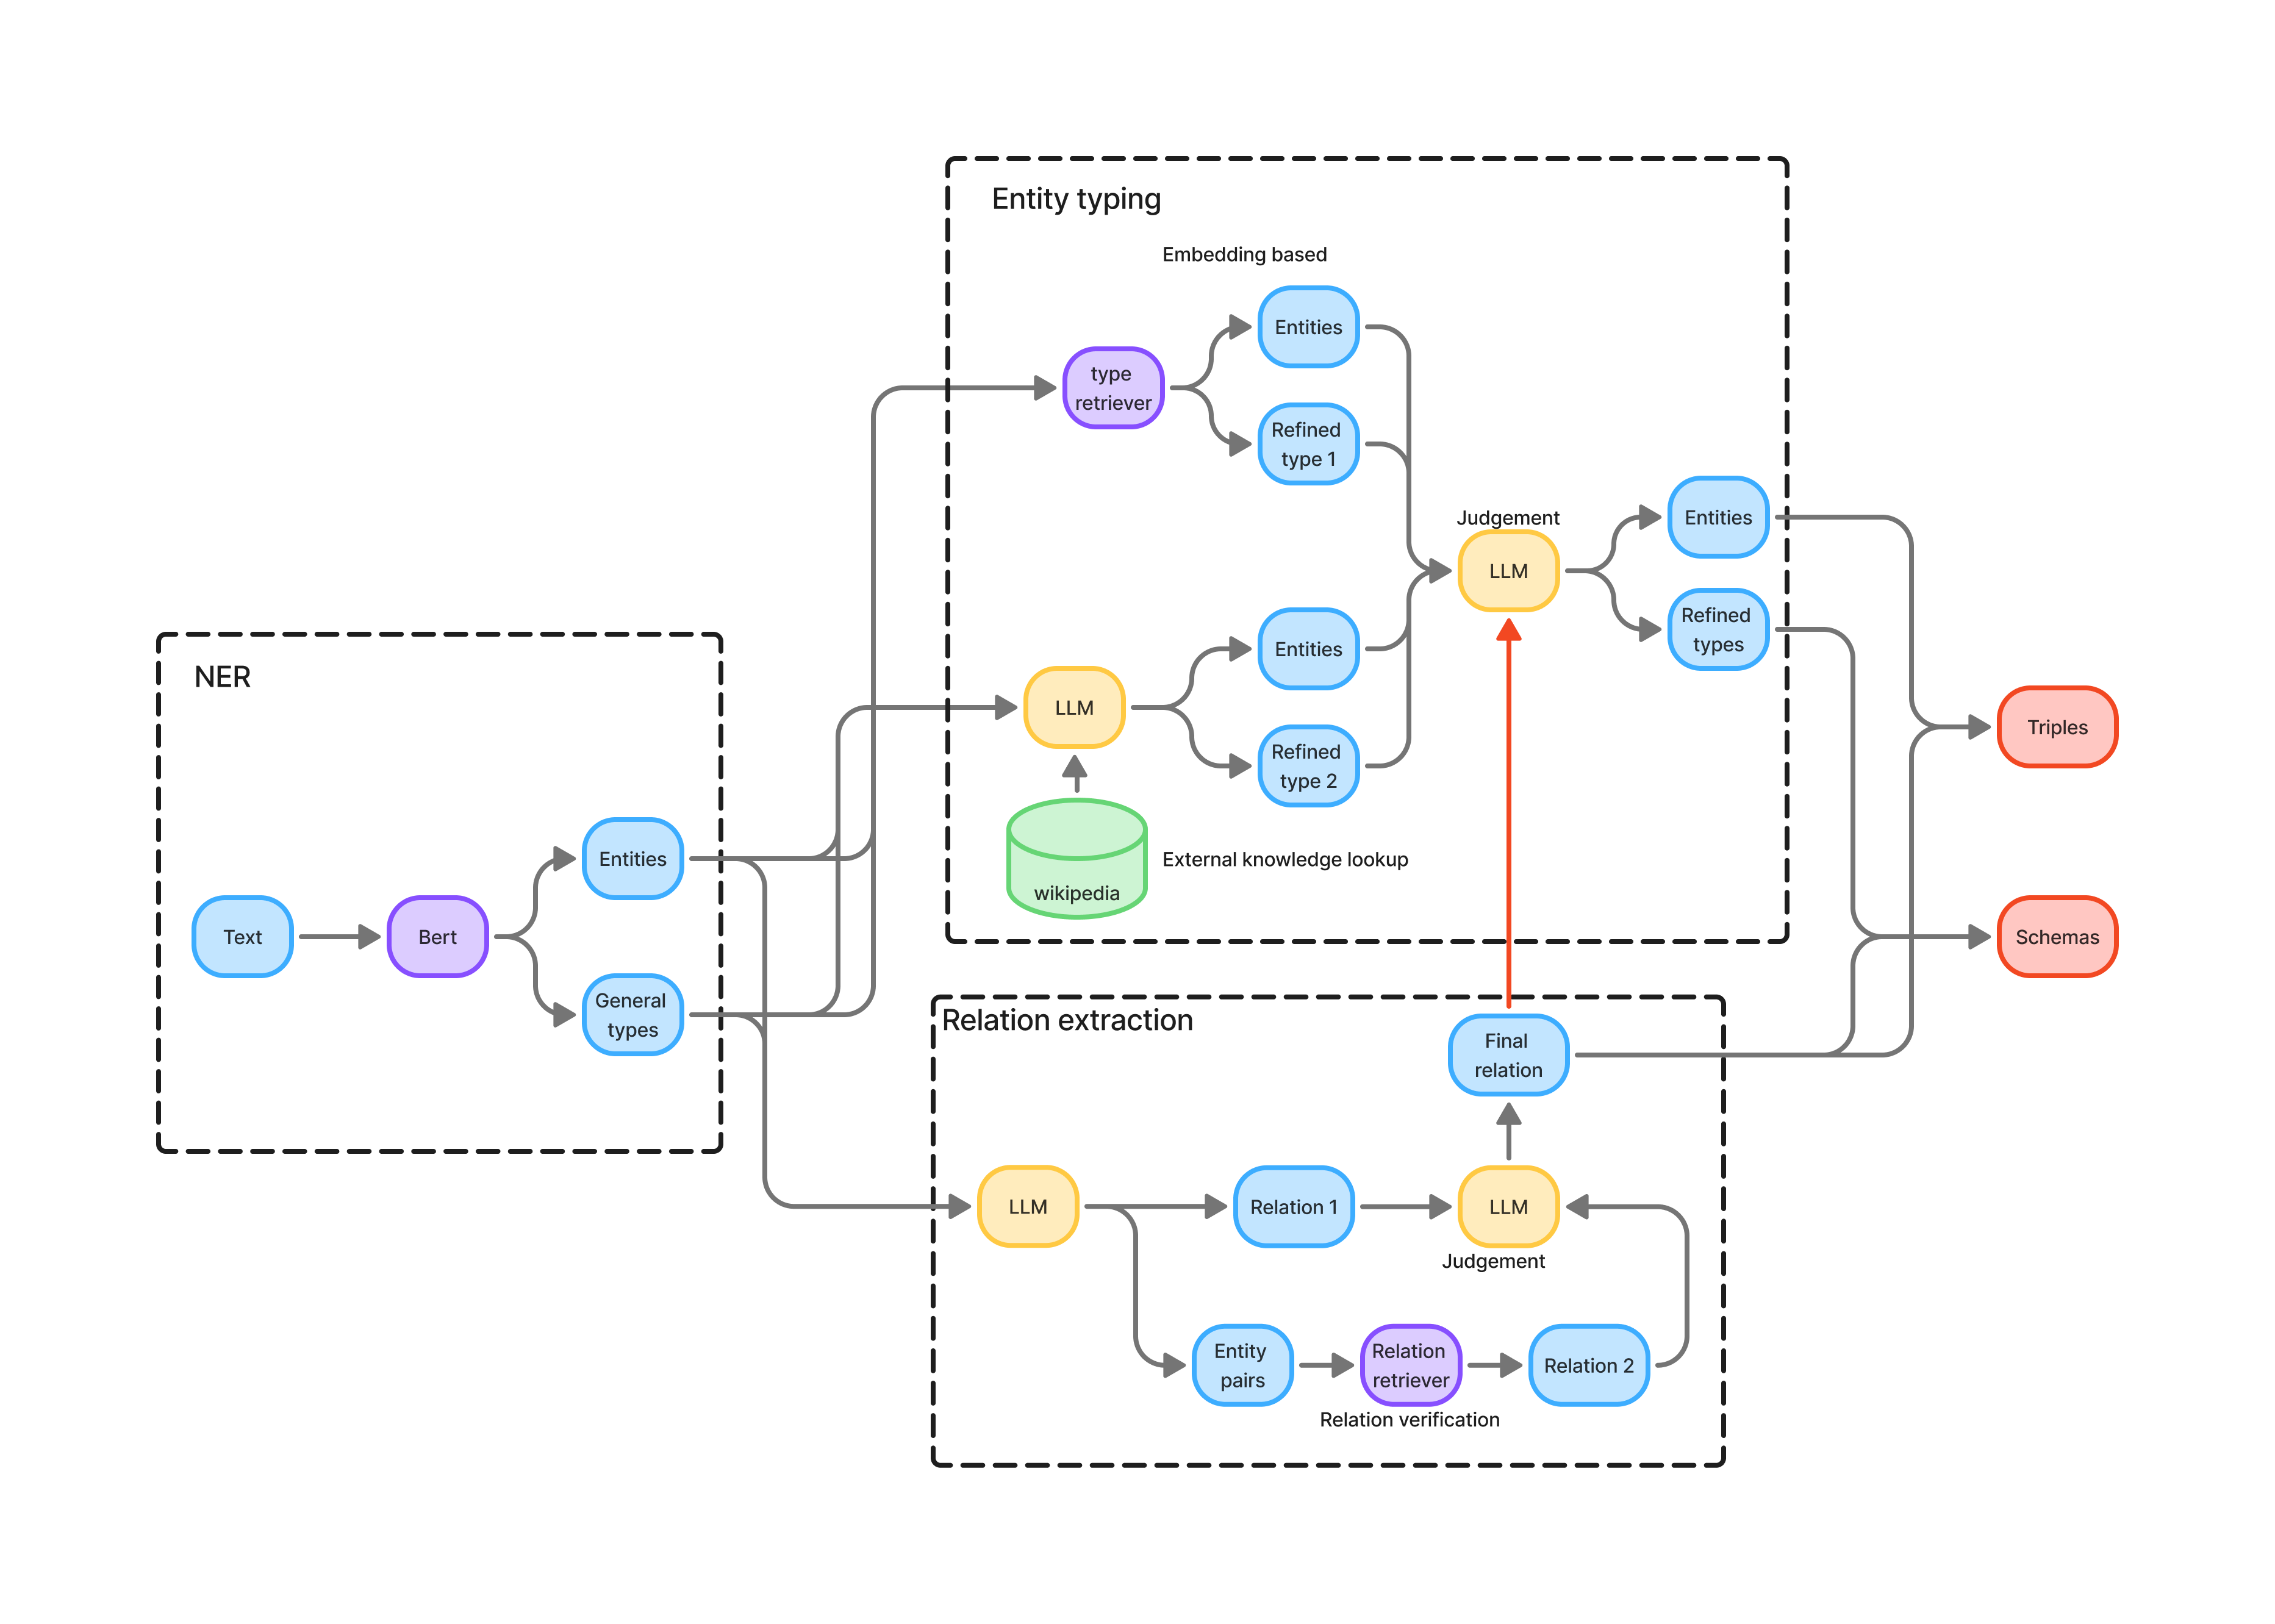 Entity typing
Embedding based
Entities
type
retriever
Refined
type 1
Judgement
LLM
Entities
Refined
types
Entities
LLM
Refined
type 2
wikipedia
External knowledge lookup
NER
Text
Bert
Entities
General
types
Triples
Schemas
Relation extraction
Final
relation
LLM
Relation 1
LLM
Judgement
Entity
pairs
Relation
retriever
Relation 2
Relation verification